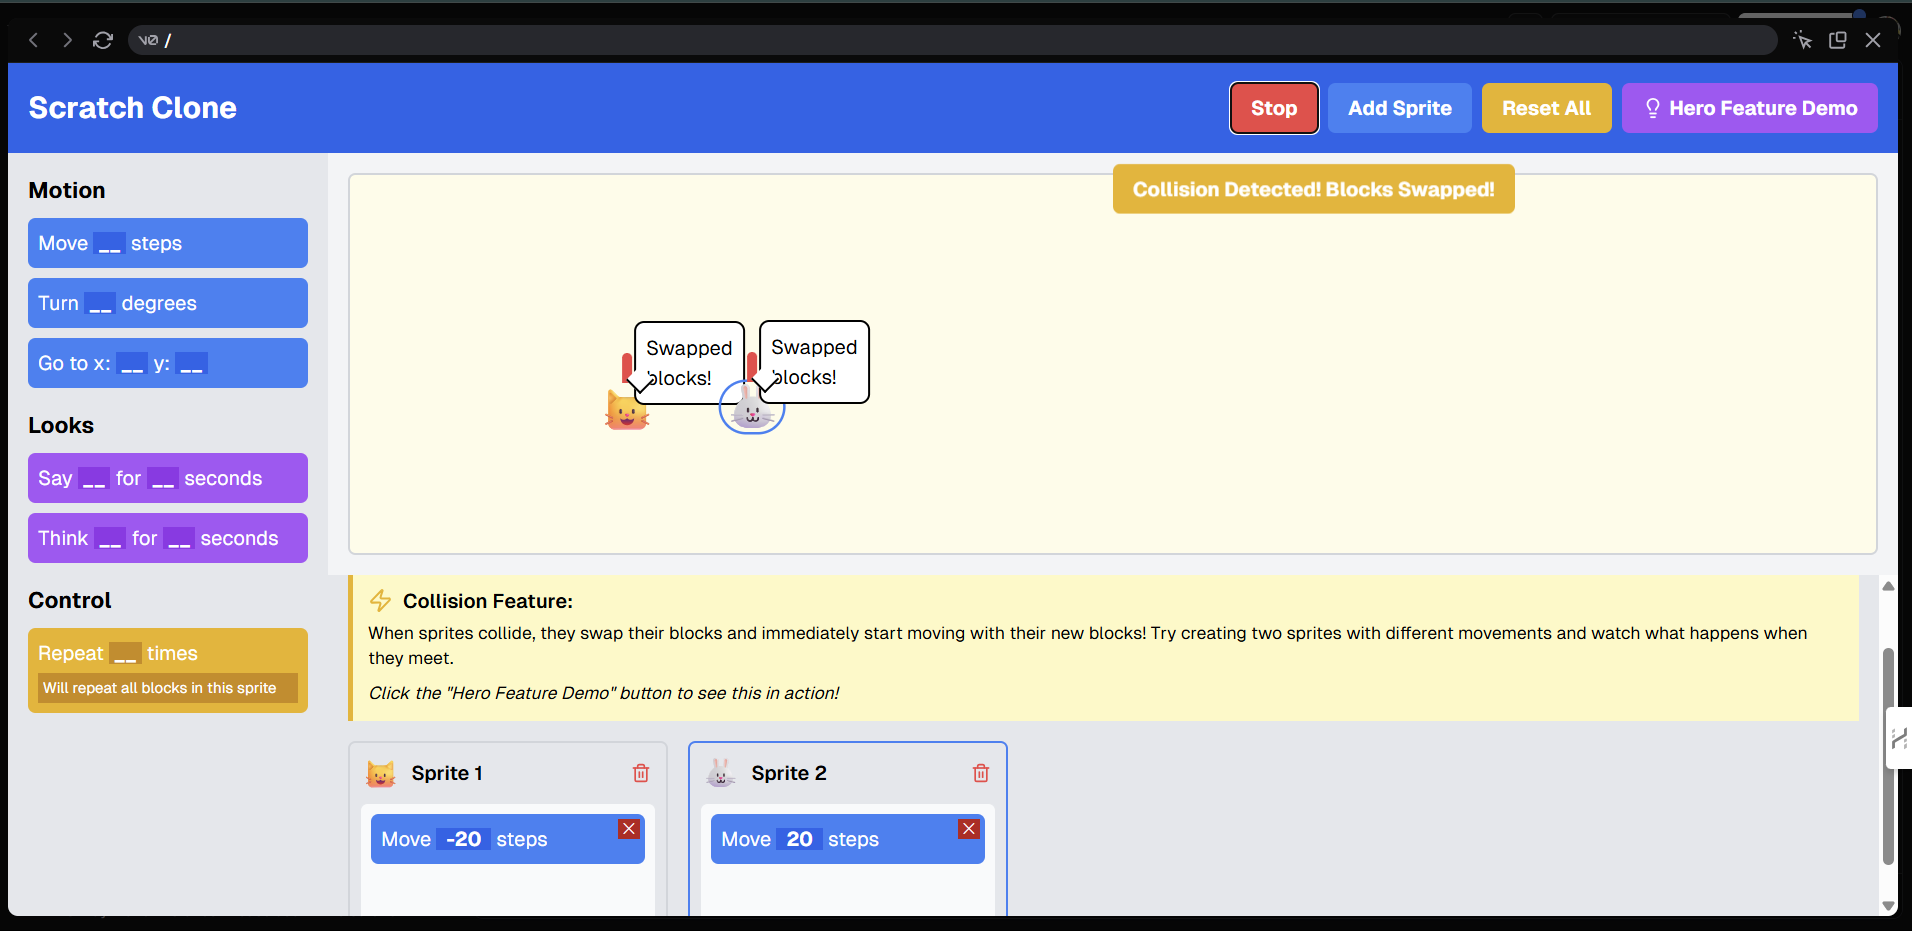 v0 /
Scratch Clone
Stop
Add Sprite
Reset All
Hero Feature Demo
Motion
Move __ steps
Turn __ degrees
Go to x: __ y: __
Looks
Say __ for __ seconds
Think __ for __ seconds
Control
Repeat __ times
Will repeat all blocks in this sprite
Collision Detected! Blocks Swapped!
Swapped
blocks!
Swapped
blocks!
Collision Feature:
When sprites collide, they swap their blocks and immediately start moving with their new blocks! Try creating two sprites with different movements and watch what happens when
they meet.
Click the "Hero Feature Demo" button to see this in action!
Sprite 1
Move -20 steps
Sprite 2
Move 20 steps